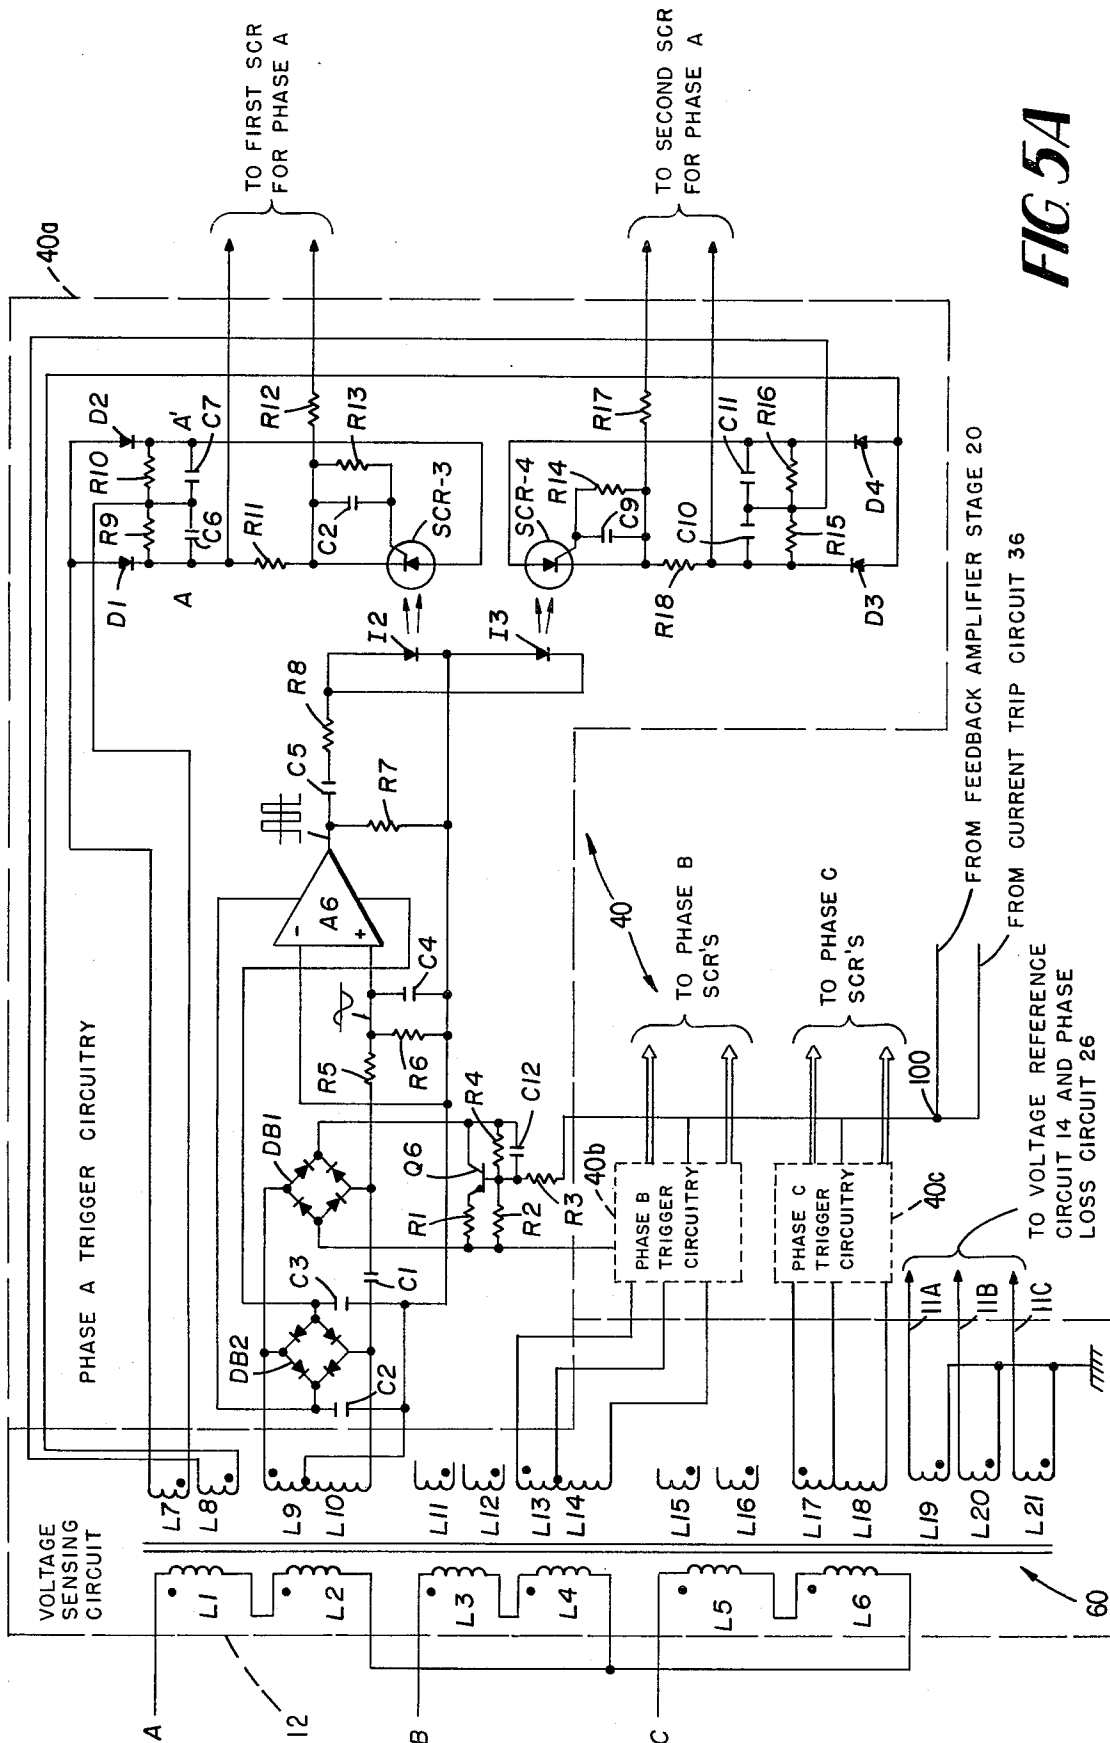 VOLTAGE
SENSING
CIRCUIT
PHASE A TRIGGER CIRCUITRY
40a
12
A
B
C
60
L1
L2
L3
L4
L5
L6
L7
L8
L9
L10
L11
L12
L13
L14
L15
L16
L17
L18
L19
L20
L21
DB2
C2
C3
C1
DB1
R1
R2
Q6
R3
R4
C12
R5
R6
C4
-
+
A6
C5
R8
R7
I2
I3
D1
D2
R9
R10
A
A'
C6
C7
R11
R12
C2
R13
SCR-3
SCR-4
R14
C9
R17
R18
C10
C11
R15
R16
D3
D4
TO FIRST SCR
FOR PHASE A
TO SECOND SCR
FOR PHASE A
40
40b
PHASE B
TRIGGER
CIRCUITRY
TO PHASE B
SCR'S
40c
PHASE C
TRIGGER
CIRCUITRY
TO PHASE C
SCR'S
100
FROM FEEDBACK AMPLIFIER STAGE 20
FROM CURRENT TRIP CIRCUIT 36
11A
11B
11C
TO VOLTAGE REFERENCE
CIRCUIT 14 AND PHASE
LOSS CIRCUIT 26
FIG. 5A